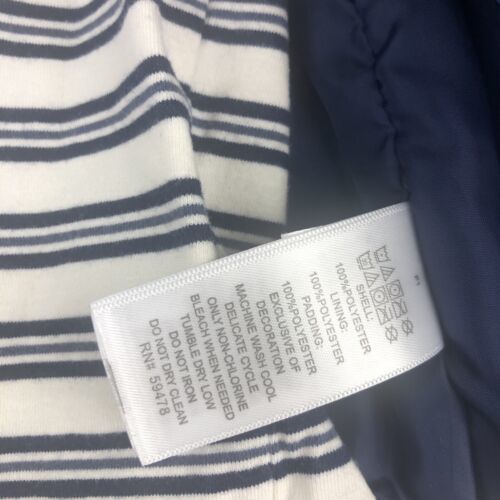 SHELL:
100%POLYESTER
LINING:
100%POLYESTER
PADDING:
100%POLYESTER
EXCLUSIVE OF
DECORATION
MACHINE WASH COOL
DELICATE CYCLE
ONLY NON-CHLORINE
BLEACH WHEN NEEDED
TUMBLE DRY LOW
DO NOT IRON
DO NOT DRY CLEAN
RN# 59478